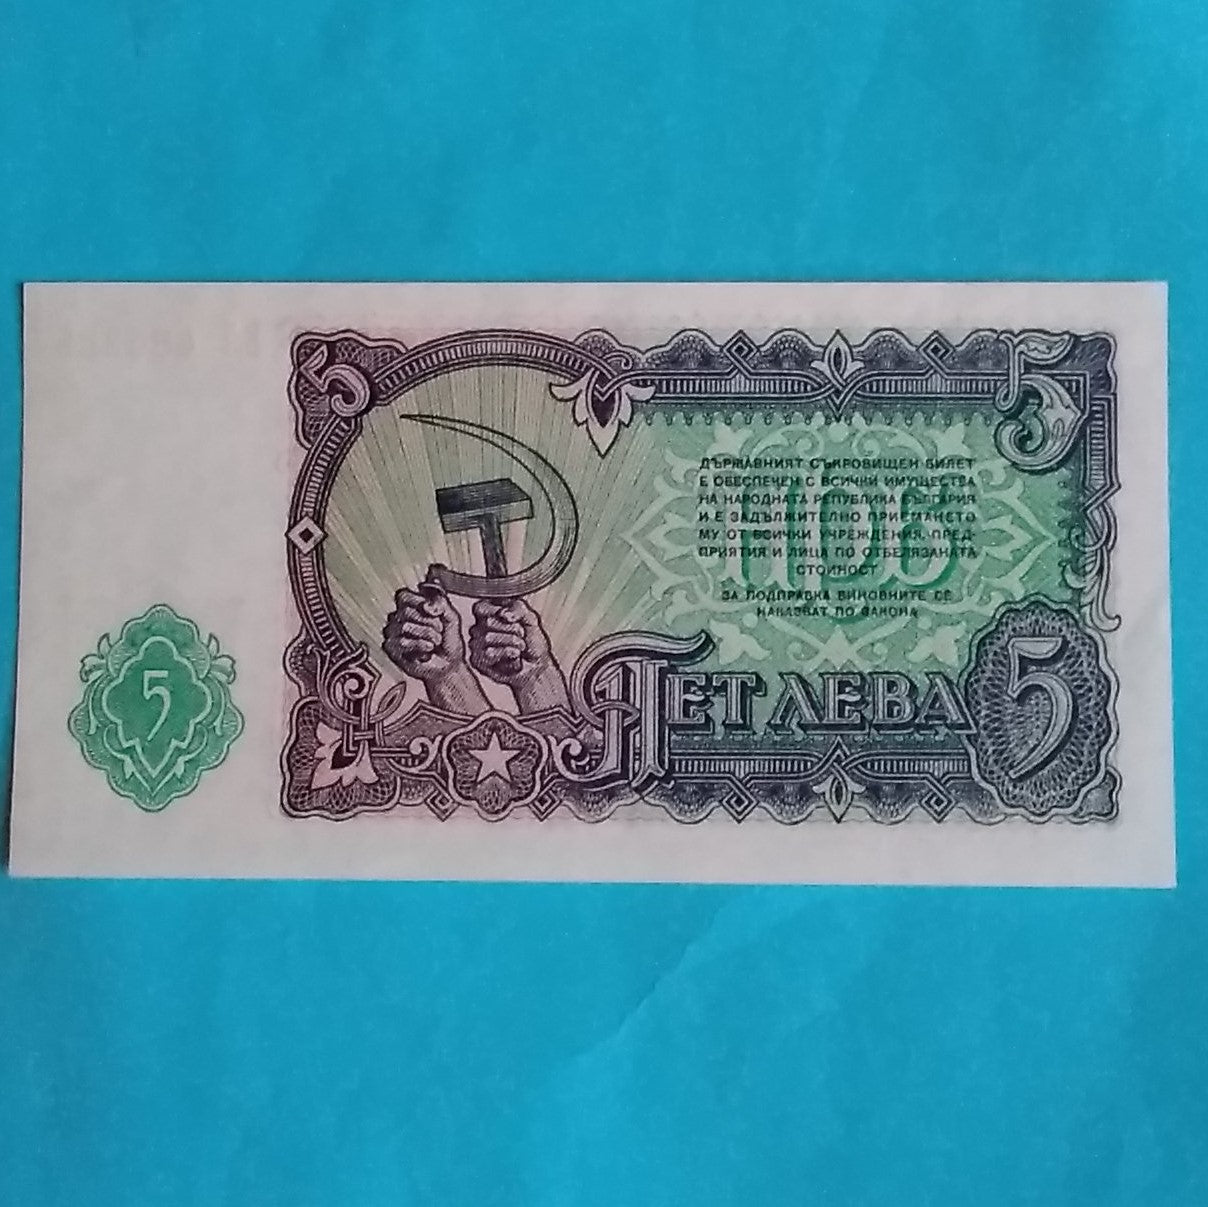 5
5
ДЪРЖАВНИЯТ СЪКРОВИЩЕН БИЛЕТ
Е ОБЕСПЕЧЕН С ВСИЧКИ ИМУЩЕСТВА
НА НАРОДНАТА РЕПУБЛИКА БЪЛГАРИЯ
И Е ЗАДЪЛЖИТЕЛНО ПРИЕМАНЕТО
МУ ОТ ВСИЧКИ УЧРЕЖДЕНИЯ, ПРЕД-
ПРИЯТИЯ И ЛИЦА ПО ОТБЕЛЯЗАНАТА
СТОЙНОСТ
ЗА ПОДПРАВКА ВИНОВНИТЕ СЕ
НАКАЗВАТ ПО ЗАКОНА
5
ПЕТ ЛЕВА
5